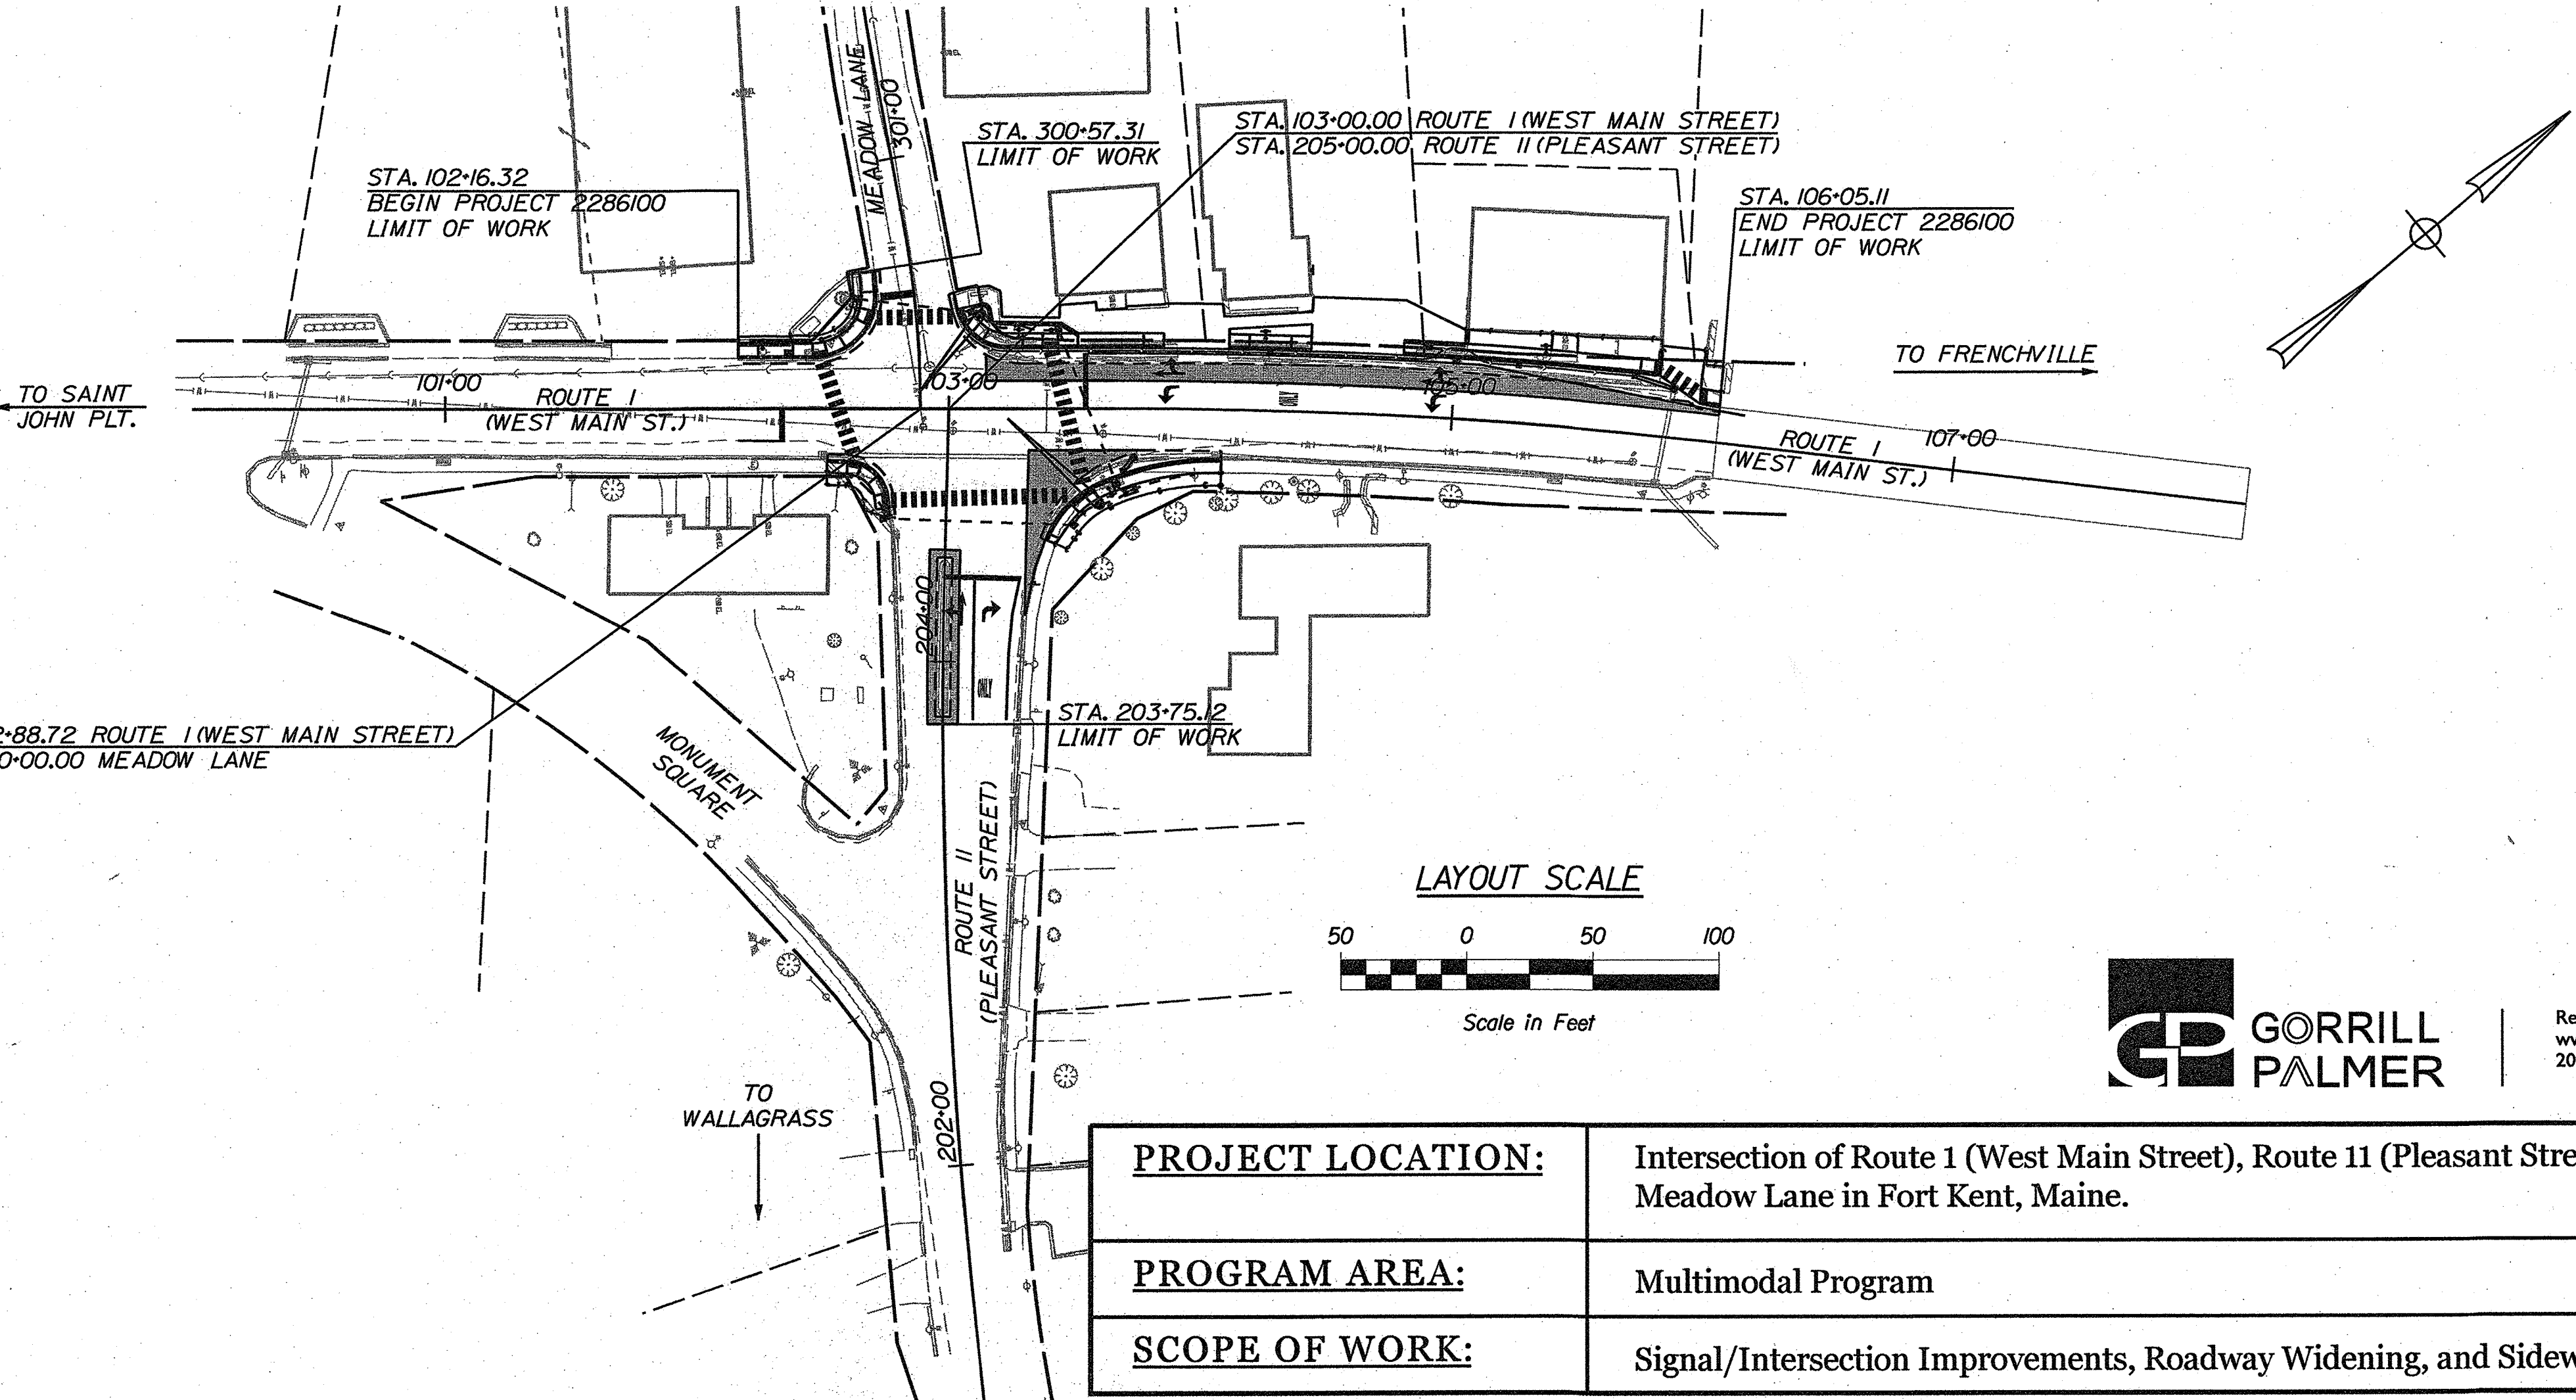 MEADOW LANE
301+00
STA. 300+57.31
LIMIT OF WORK
STA. 103+00.00 ROUTE 1 (WEST MAIN STREET)
STA. 205+00.00 ROUTE 11 (PLEASANT STREET)
STA. 102+16.32
BEGIN PROJECT 2286100
LIMIT OF WORK
STA. 106+05.11
END PROJECT 2286100
LIMIT OF WORK
TO FRENCHVILLE
TO SAINT
JOHN PLT.
101+00
ROUTE 1
(WEST MAIN ST.)
103+00
105+00
ONLY
ROUTE 1
(WEST MAIN ST.)
107+00
204+00
ONLY
STA. 203+75.12
LIMIT OF WORK
2+88.72 ROUTE 1 (WEST MAIN STREET)
0+00.00 MEADOW LANE
MONUMENT
SQUARE
ROUTE 11
(PLEASANT STREET)
202+00
TO
WALLAGRASS
LAYOUT SCALE
50 0 50 100
Scale in Feet
GP
GORRILL
PALMER
Re
ww
20
PROJECT LOCATION:
Intersection of Route 1 (West Main Street), Route 11 (Pleasant Stre
Meadow Lane in Fort Kent, Maine.
PROGRAM AREA:
Multimodal Program
SCOPE OF WORK:
Signal/Intersection Improvements, Roadway Widening, and Sidew